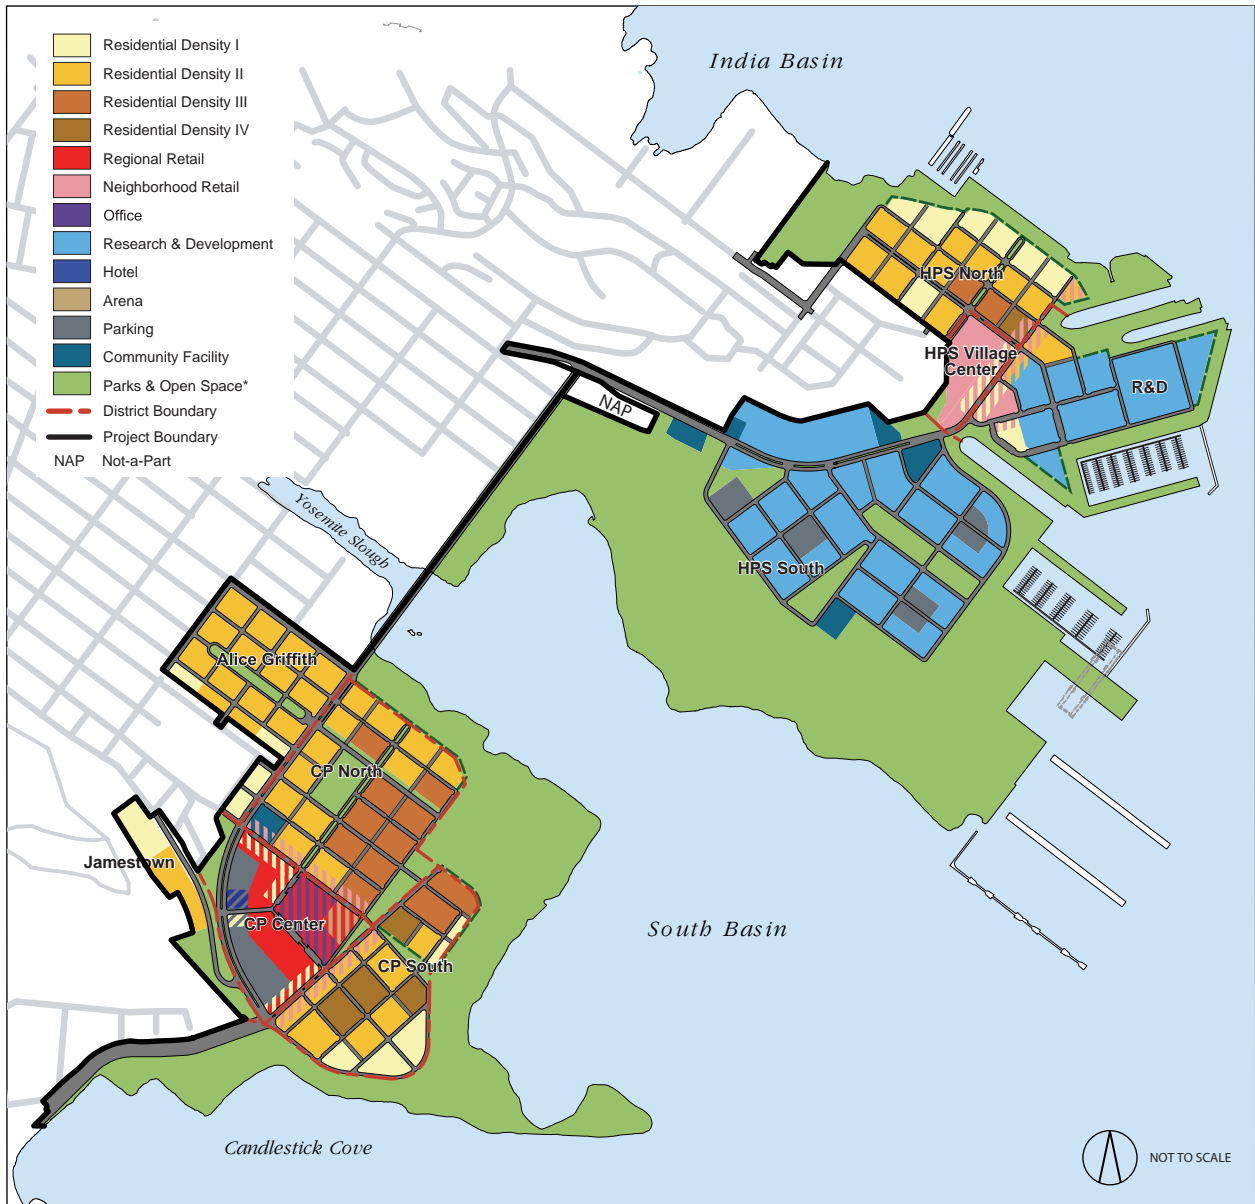 India Basin
Residential Density I
Residential Density II
Residential Density III
Residential Density IV
Regional Retail
Neighborhood Retail
Office
Research & Development
Hotel
Arena
Parking
Community Facility
Parks & Open Space*
District Boundary
Project Boundary
NAP Not-a-Part
HPS North
HPS Village
Center
R&D
NAP
Yosemite Slough
HPS South
Alice Griffith
CP North
Jamestown
CP Center
South Basin
CP South
Candlestick Cove
NOT TO SCALE